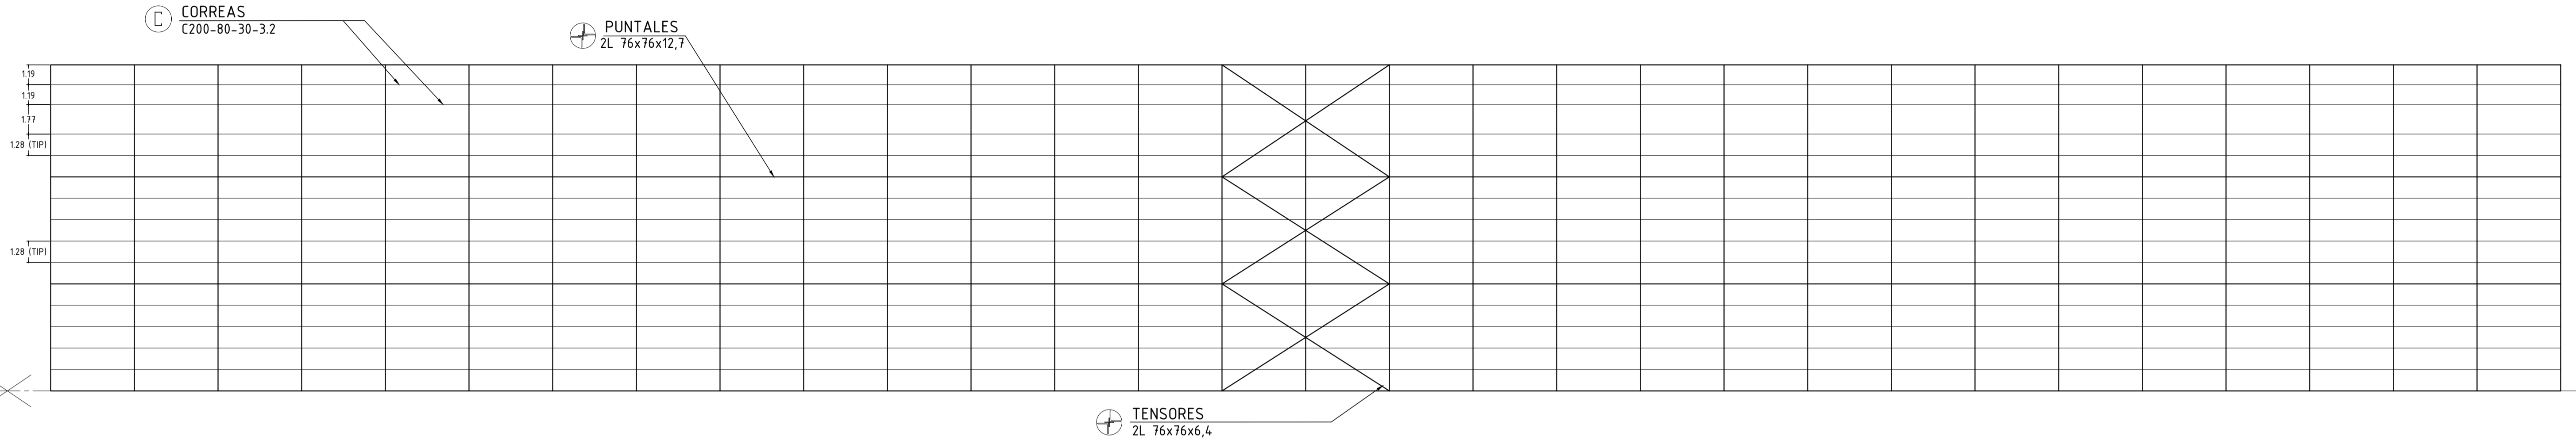 CORREAS
C200-80-30-3.2
PUNTALES
2L 76x76x12,7
1.19
1.19
1.77
1.28 (TIP)
1.28 (TIP)
TENSORES
2L 76x76x6,4